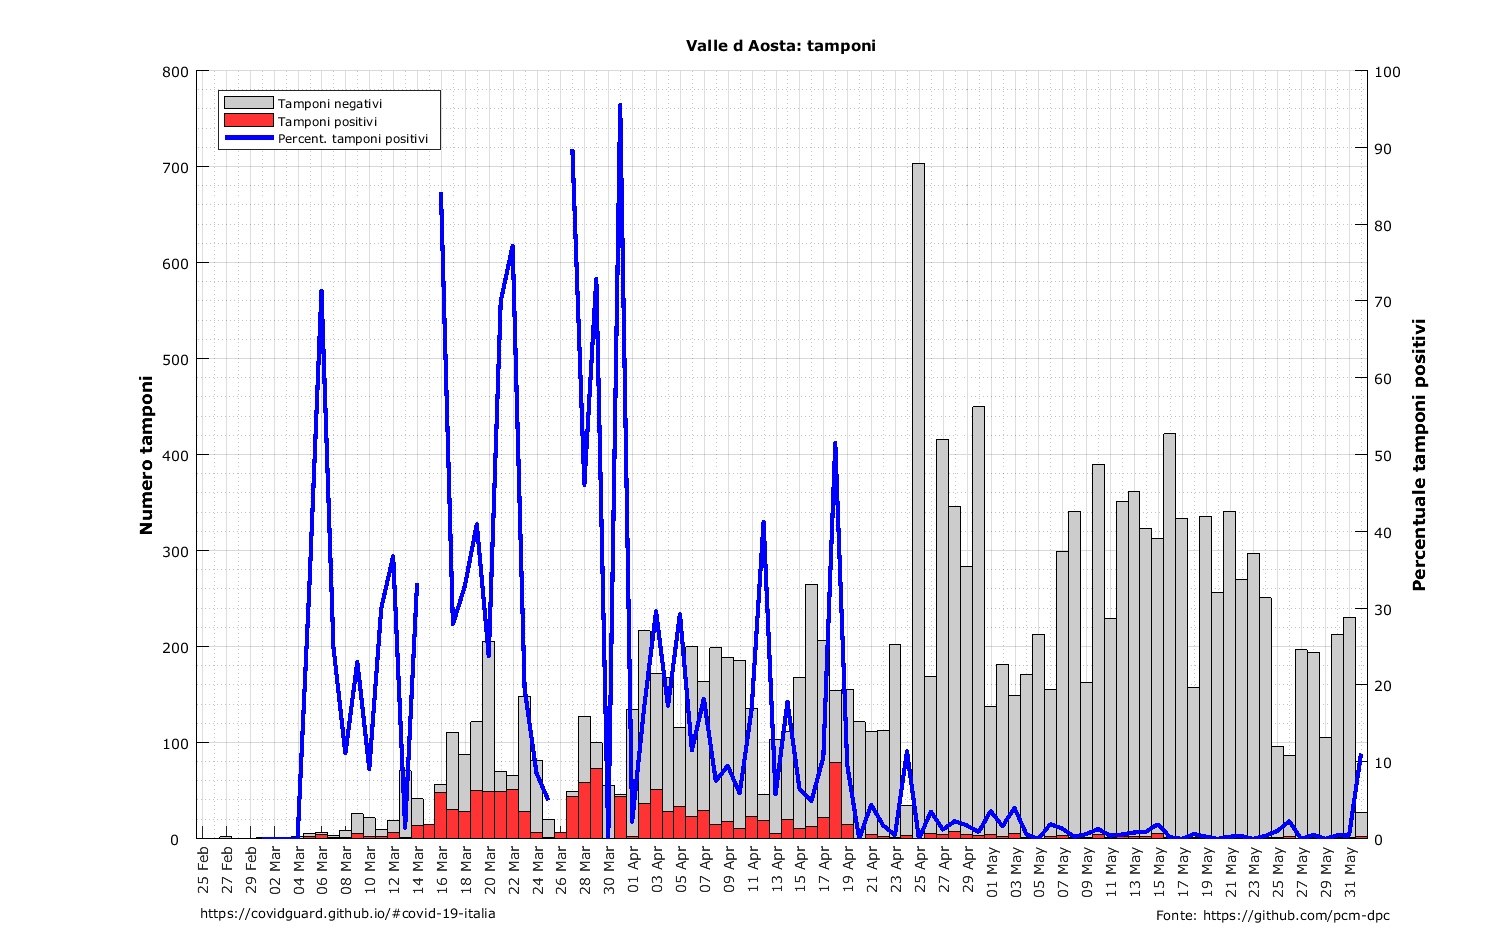 Valle d Aosta: tamponi
Tamponi negativi
Tamponi positivi
Percent. tamponi positivi
Numero tamponi
800
700
600
500
400
300
200
100
0
100
90
80
70
60
50
40
30
20
10
0
Percentuale tamponi positivi
25 Feb
27 Feb
29 Feb
02 Mar
04 Mar
06 Mar
08 Mar
10 Mar
12 Mar
14 Mar
16 Mar
18 Mar
20 Mar
22 Mar
24 Mar
26 Mar
28 Mar
30 Mar
01 Apr
03 Apr
05 Apr
07 Apr
09 Apr
11 Apr
13 Apr
15 Apr
17 Apr
19 Apr
21 Apr
23 Apr
25 Apr
27 Apr
29 Apr
01 May
03 May
05 May
07 May
09 May
11 May
13 May
15 May
17 May
19 May
21 May
23 May
25 May
27 May
29 May
31 May
https://covidguard.github.io/#covid-19-italia
Fonte: https://github.com/pcm-dpc